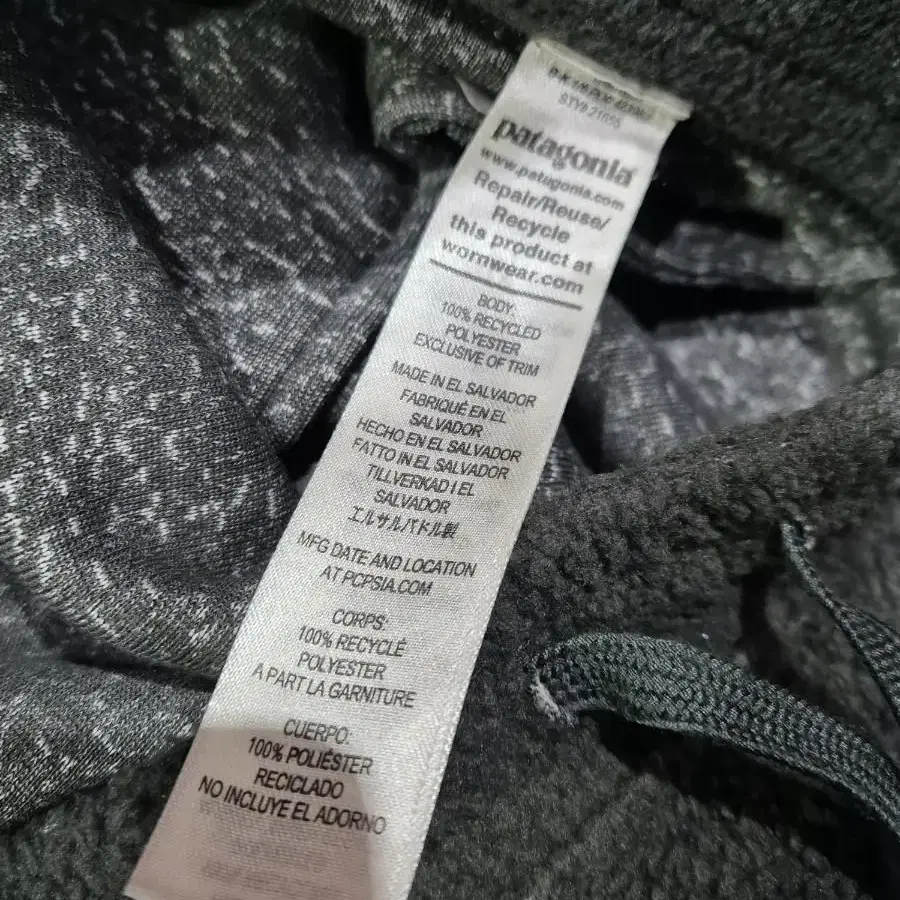 patagonia
www.patagonia.com
Repair/Reuse/
Recycle
this product at
wornwear.com
BODY:
100% RECYCLED
POLYESTER
EXCLUSIVE OF TRIM
MADE IN EL SALVADOR
FABRIQUÉ EN EL
SALVADOR
HECHO EN EL SALVADOR
FATTO IN EL SALVADOR
TILLVERKAD I EL
SALVADOR
エルサルバドル製
MFG DATE AND LOCATION
AT PCPSIA.COM
CORPS:
100% RECYCLÉ
POLYESTER
A PART LA GARNITURE
CUERPO:
100% POLIÉSTER
RECICLADO
NO INCLUYE EL ADORNO